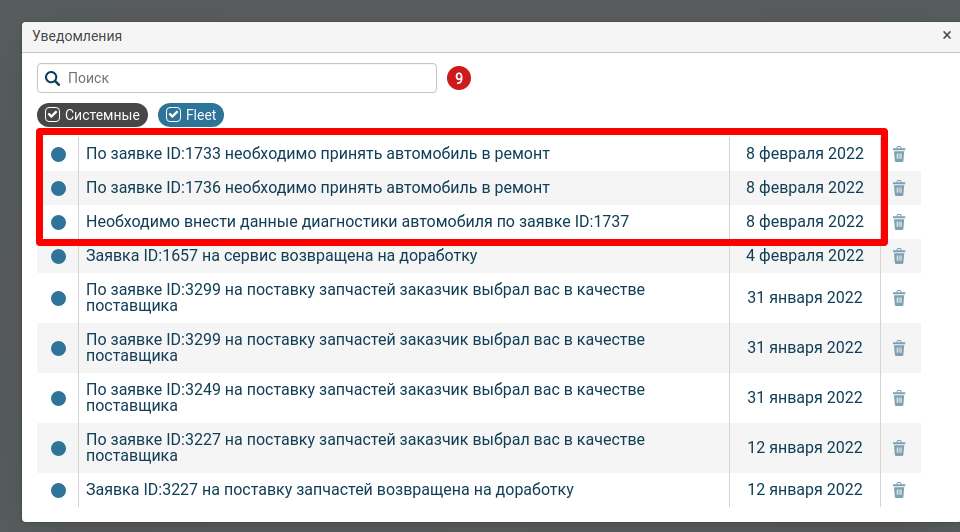 Уведомления ×
Поиск 9
Системные Fleet
По заявке ID:1733 необходимо принять автомобиль в ремонт 8 февраля 2022
По заявке ID:1736 необходимо принять автомобиль в ремонт 8 февраля 2022
Необходимо внести данные диагностики автомобиля по заявке ID:1737 8 февраля 2022
Заявка ID:1657 на сервис возвращена на доработку 4 февраля 2022
По заявке ID:3299 на поставку запчастей заказчик выбрал вас в качестве
поставщика 31 января 2022
По заявке ID:3299 на поставку запчастей заказчик выбрал вас в качестве
поставщика 31 января 2022
По заявке ID:3249 на поставку запчастей заказчик выбрал вас в качестве
поставщика 31 января 2022
По заявке ID:3227 на поставку запчастей заказчик выбрал вас в качестве
поставщика 12 января 2022
Заявка ID:3227 на поставку запчастей возвращена на доработку 12 января 2022